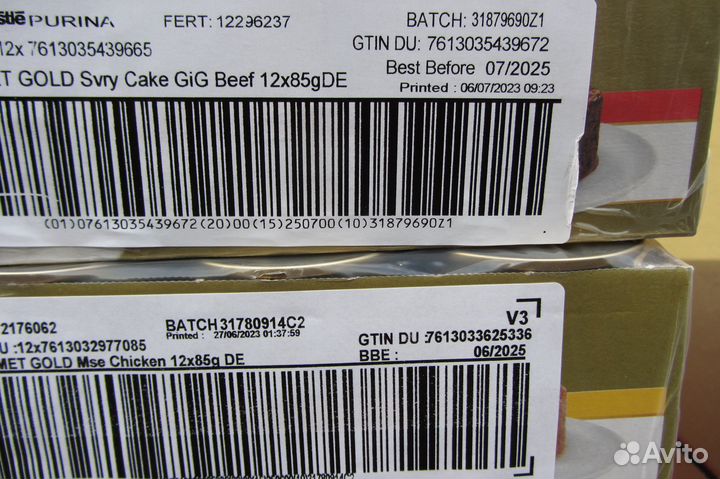 PURINA FERT: 12296237 BATCH: 31879690Z1
12x 7613035439665 GTIN DU: 7613035439672
Best Before 07/2025
ET GOLD Svry Cake GiG Beef 12x85gDE
Printed : 06/07/2023 09:23
(01)07613035439672(20)00(15)250700(10)31879690Z1
V3
2176062 BATCH31780914C2
Printed : 27/06/2023 01:37:59
U :12x7613032977085 GTIN DU :7613033625336
MET GOLD Mse Chicken 12x85g DE BBE : 06/2025
Avito